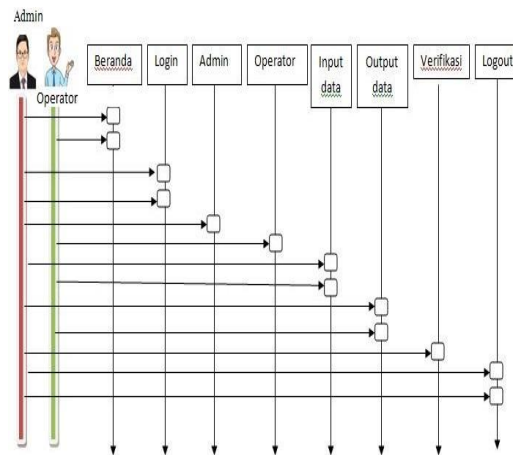 Admin
Operator
Beranda
Login
Admin
Operator
Input
data
Output
data
Verifikasi
Logout